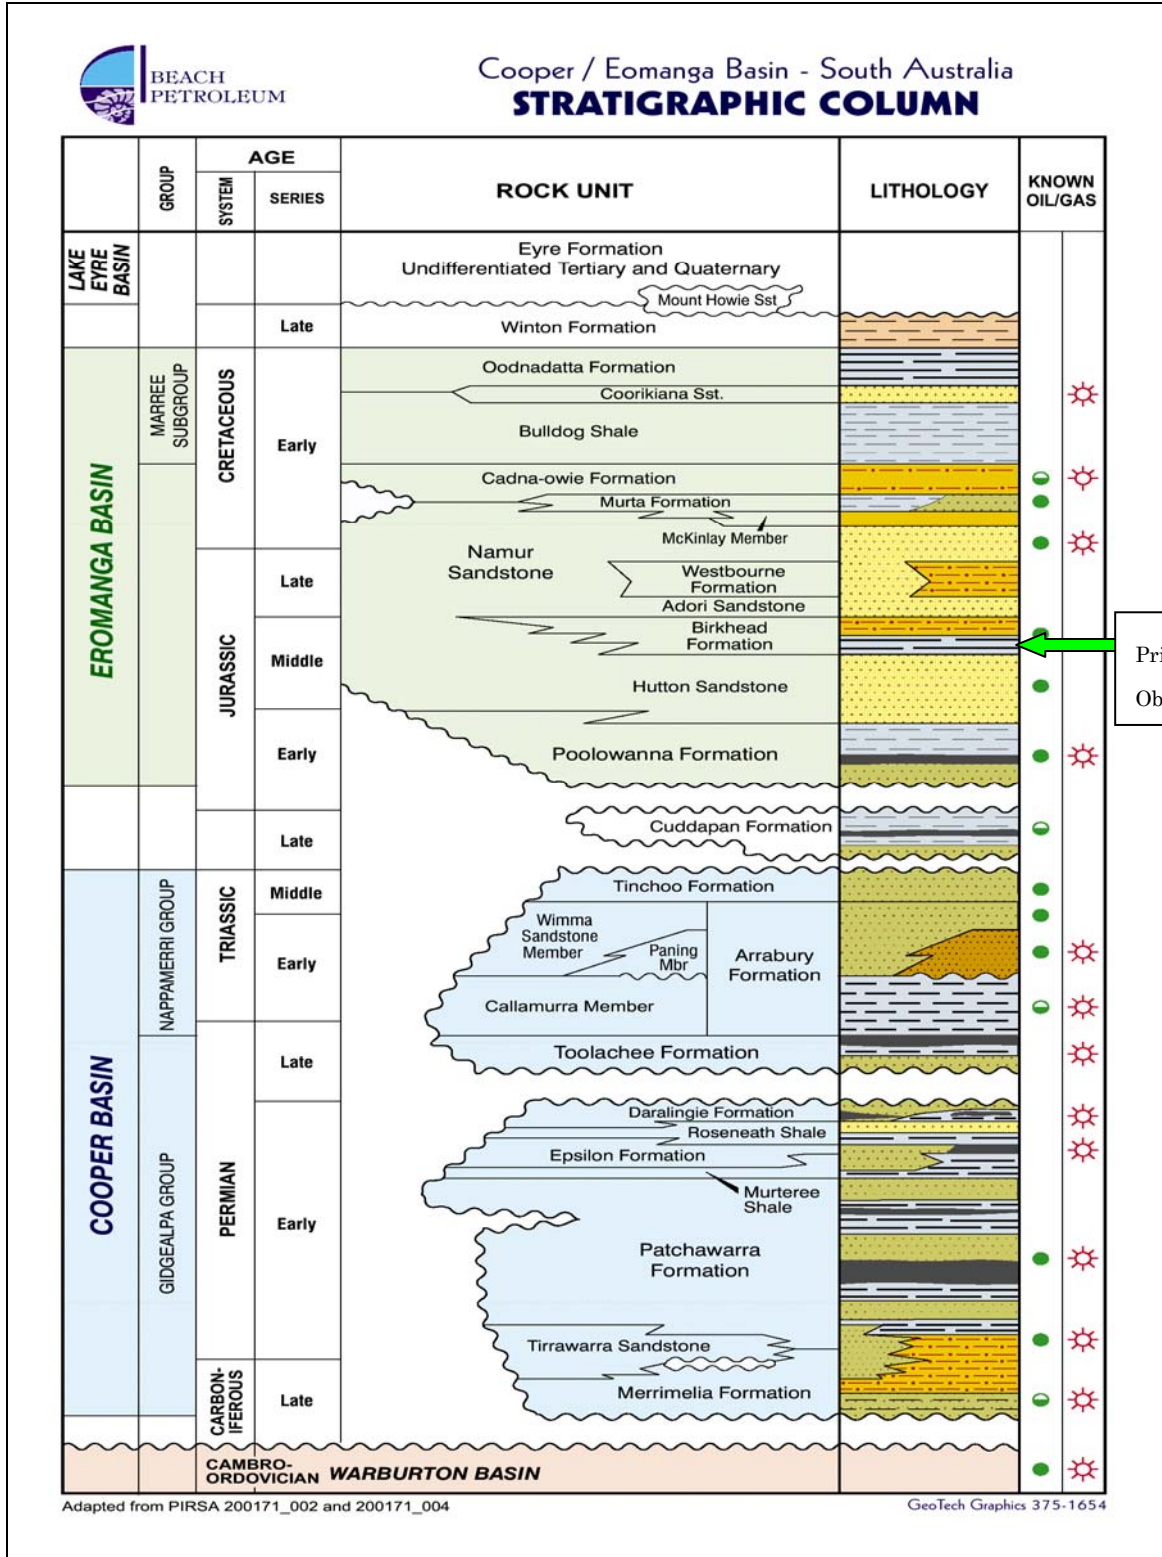 BEACH
PETROLEUM
Cooper / Eomanga Basin - South Australia
STRATIGRAPHIC COLUMN
GROUP
AGE
SYSTEM
SERIES
ROCK UNIT
LITHOLOGY
KNOWN
OIL/GAS
LAKE
EYRE
BASIN
Eyre Formation
Undifferentiated Tertiary and Quaternary
Mount Howie Sst
Late
Winton Formation
EROMANGA BASIN
MARREE
SUBGROUP
CRETACEOUS
Early
Oodnadatta Formation
Coorikiana Sst.
Bulldog Shale
Cadna-owie Formation
Murta Formation
McKinlay Member
Namur
Sandstone
JURASSIC
Late
Westbourne
Formation
Adori Sandstone
Middle
Birkhead
Formation
Hutton Sandstone
Early
Poolowanna Formation
Late
Cuddapan Formation
COOPER BASIN
NAPPAMERRI GROUP
TRIASSIC
Middle
Tinchoo Formation
Early
Wimma
Sandstone
Member
Paning
Mbr
Arrabury
Formation
Callamurra Member
GIDGEALPA GROUP
PERMIAN
Late
Toolachee Formation
Early
Daralingie Formation
Roseneath Shale
Epsilon Formation
Murteree
Shale
Patchawarra
Formation
Tirrawarra Sandstone
CARBON-
IFEROUS
Late
Merrimelia Formation
CAMBRO-
ORDOVICIAN WARBURTON BASIN
Pri
Ob
Adapted from PIRSA 200171_002 and 200171_004
GeoTech Graphics 375-1654